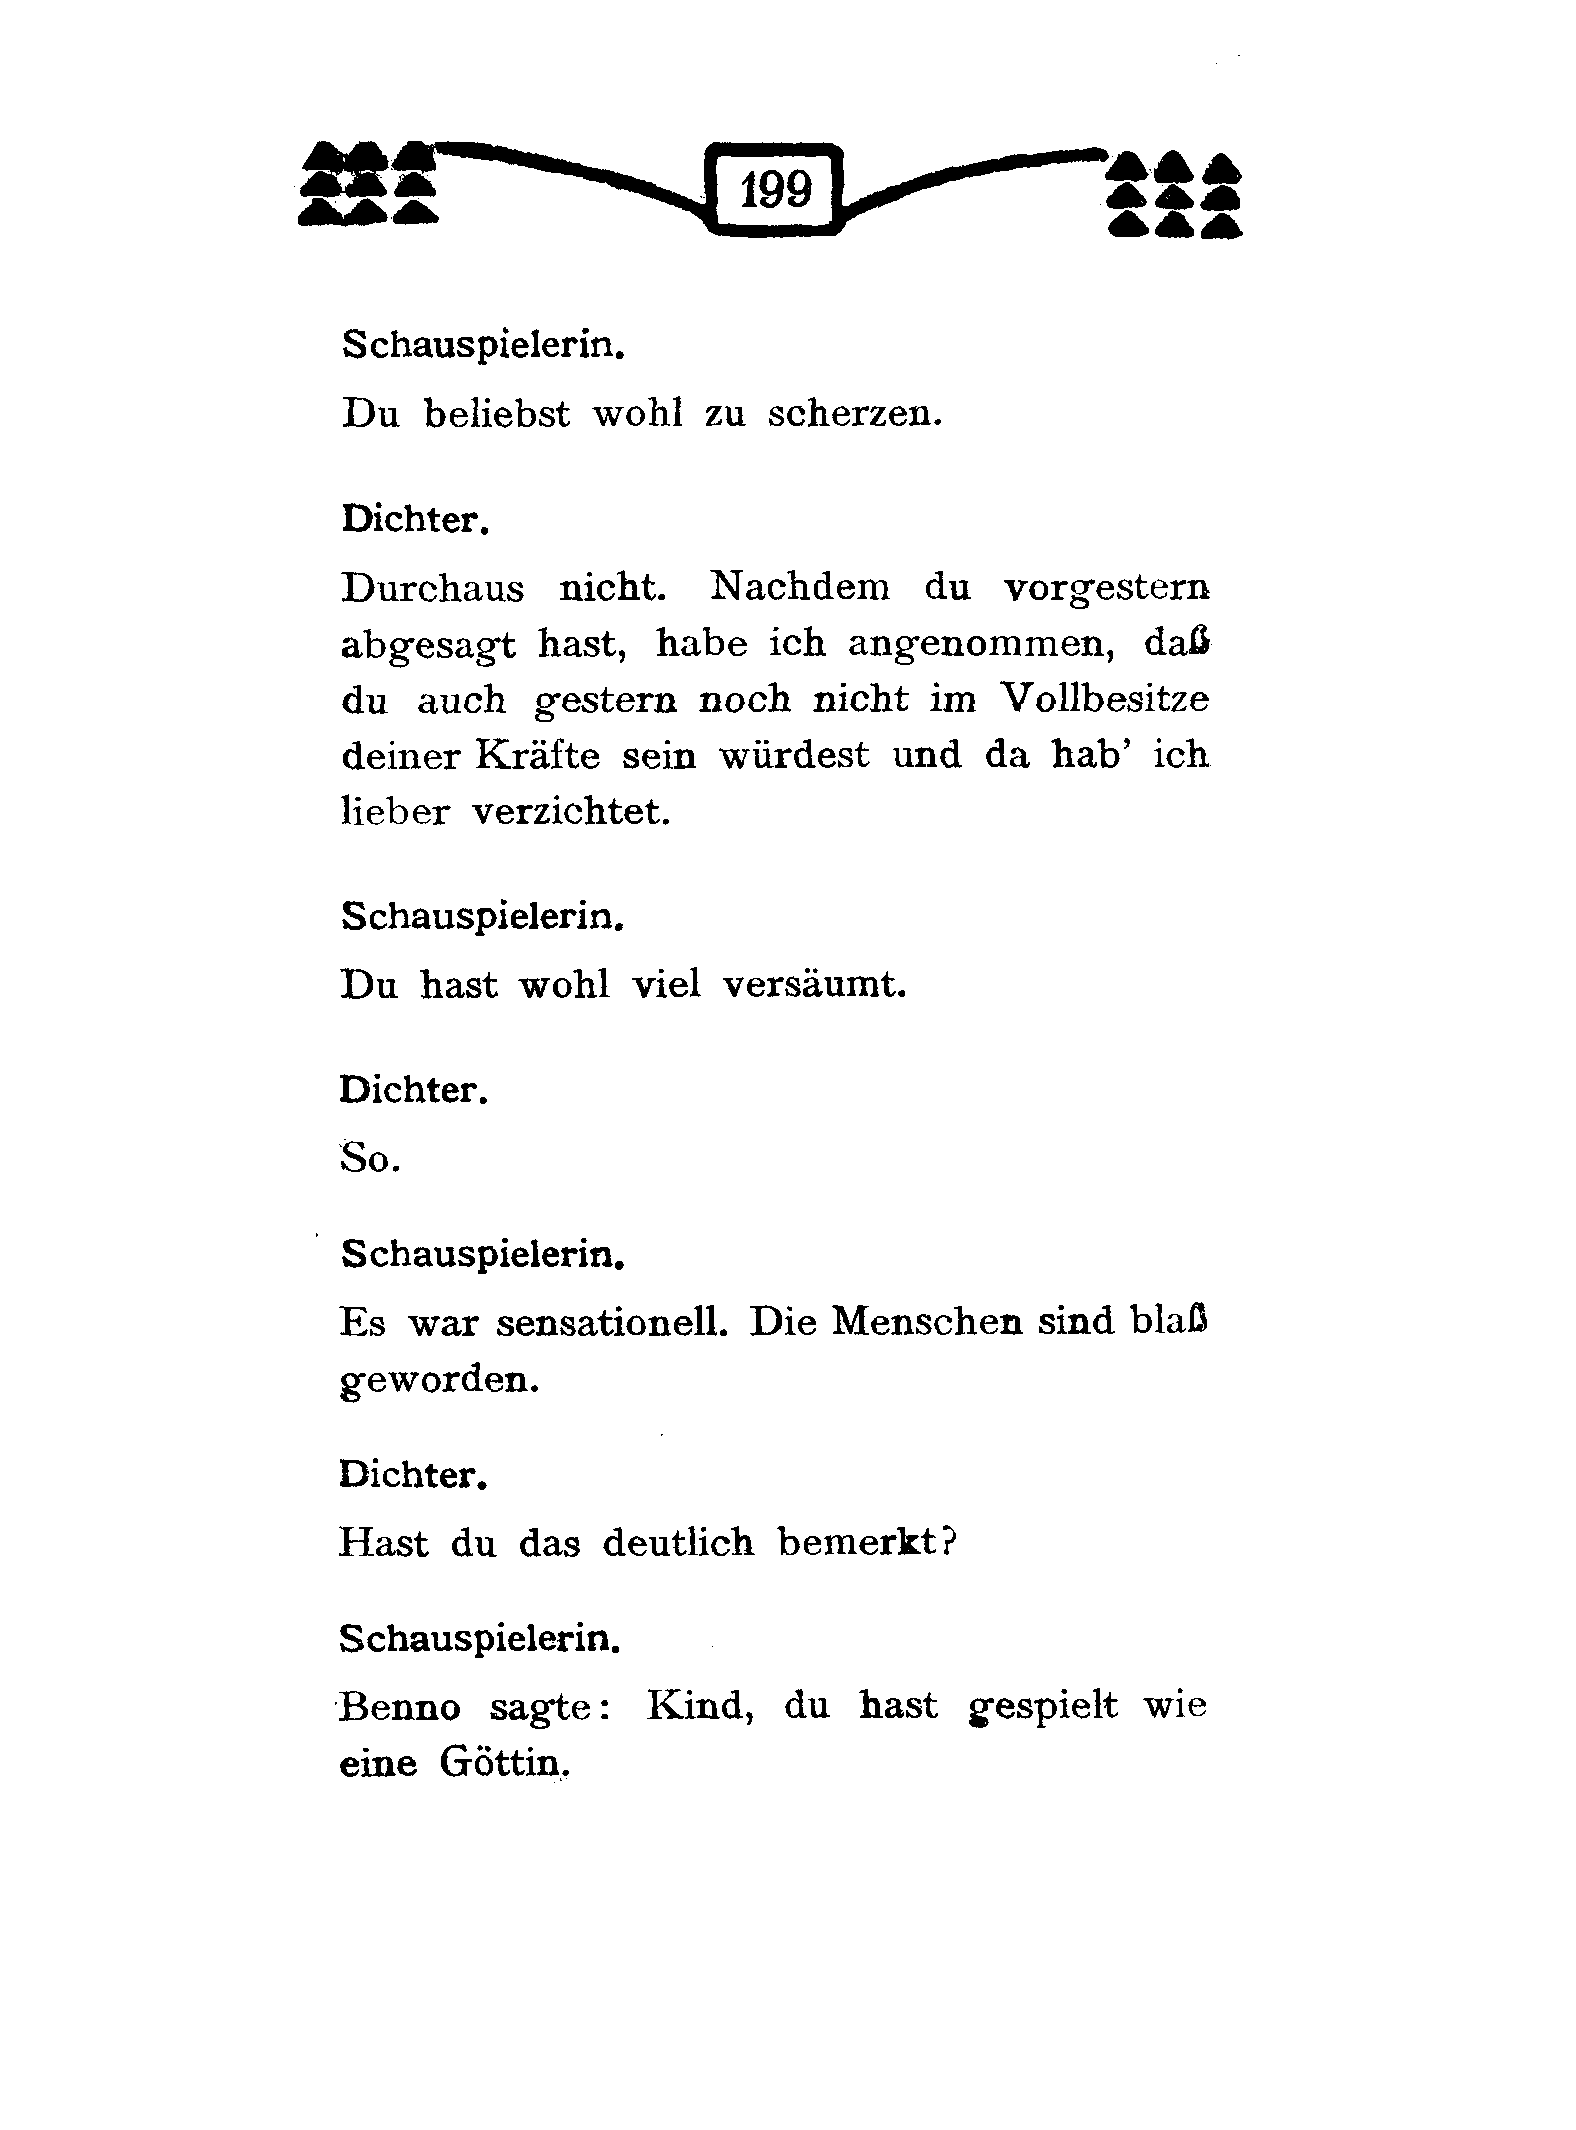 199
Schauspielerin.
Du beliebst wohl zu scherzen.
Dichter.
Durchaus nicht. Nachdem du vorgestern
abgesagt hast, habe ich angenommen, daß
du auch gestern noch nicht im Vollbesitze
deiner Kräfte sein würdest und da hab’ ich
lieber verzichtet.
Schauspielerin.
Du hast wohl viel versäumt.
Dichter.
So.
Schauspielerin.
Es war sensationell. Die Menschen sind blaß
geworden.
Dichter.
Hast du das deutlich bemerkt?
Schauspielerin.
Benno sagte: Kind, du hast gespielt wie
eine Göttin.